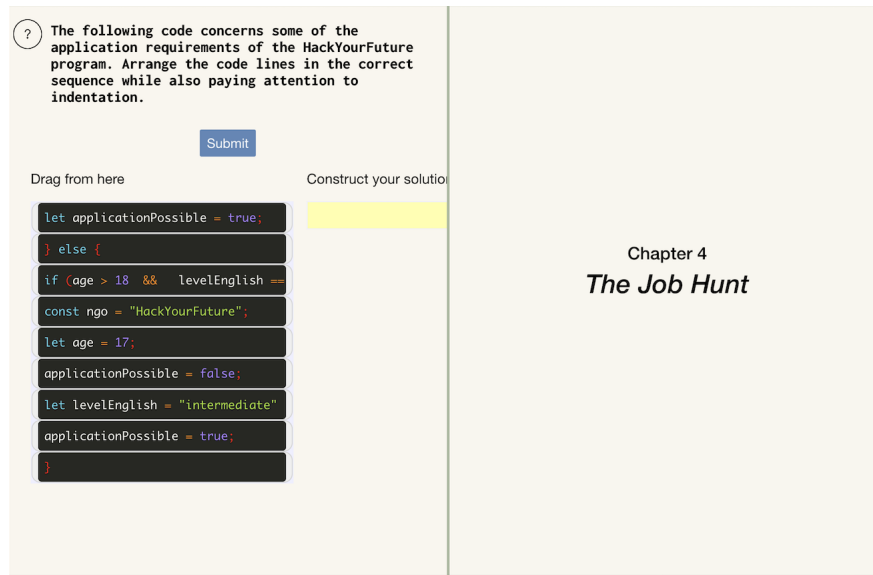 ?
The following code concerns some of the
application requirements of the HackYourFuture
program. Arrange the code lines in the correct
sequence while also paying attention to
indentation.
Submit
Drag from here
Construct your solution
let applicationPossible = true;
} else {
if (age > 18 && levelEnglish ==
const ngo = "HackYourFuture";
let age = 17;
applicationPossible = false;
let levelEnglish = "intermediate"
applicationPossible = true;
}
Chapter 4
The Job Hunt